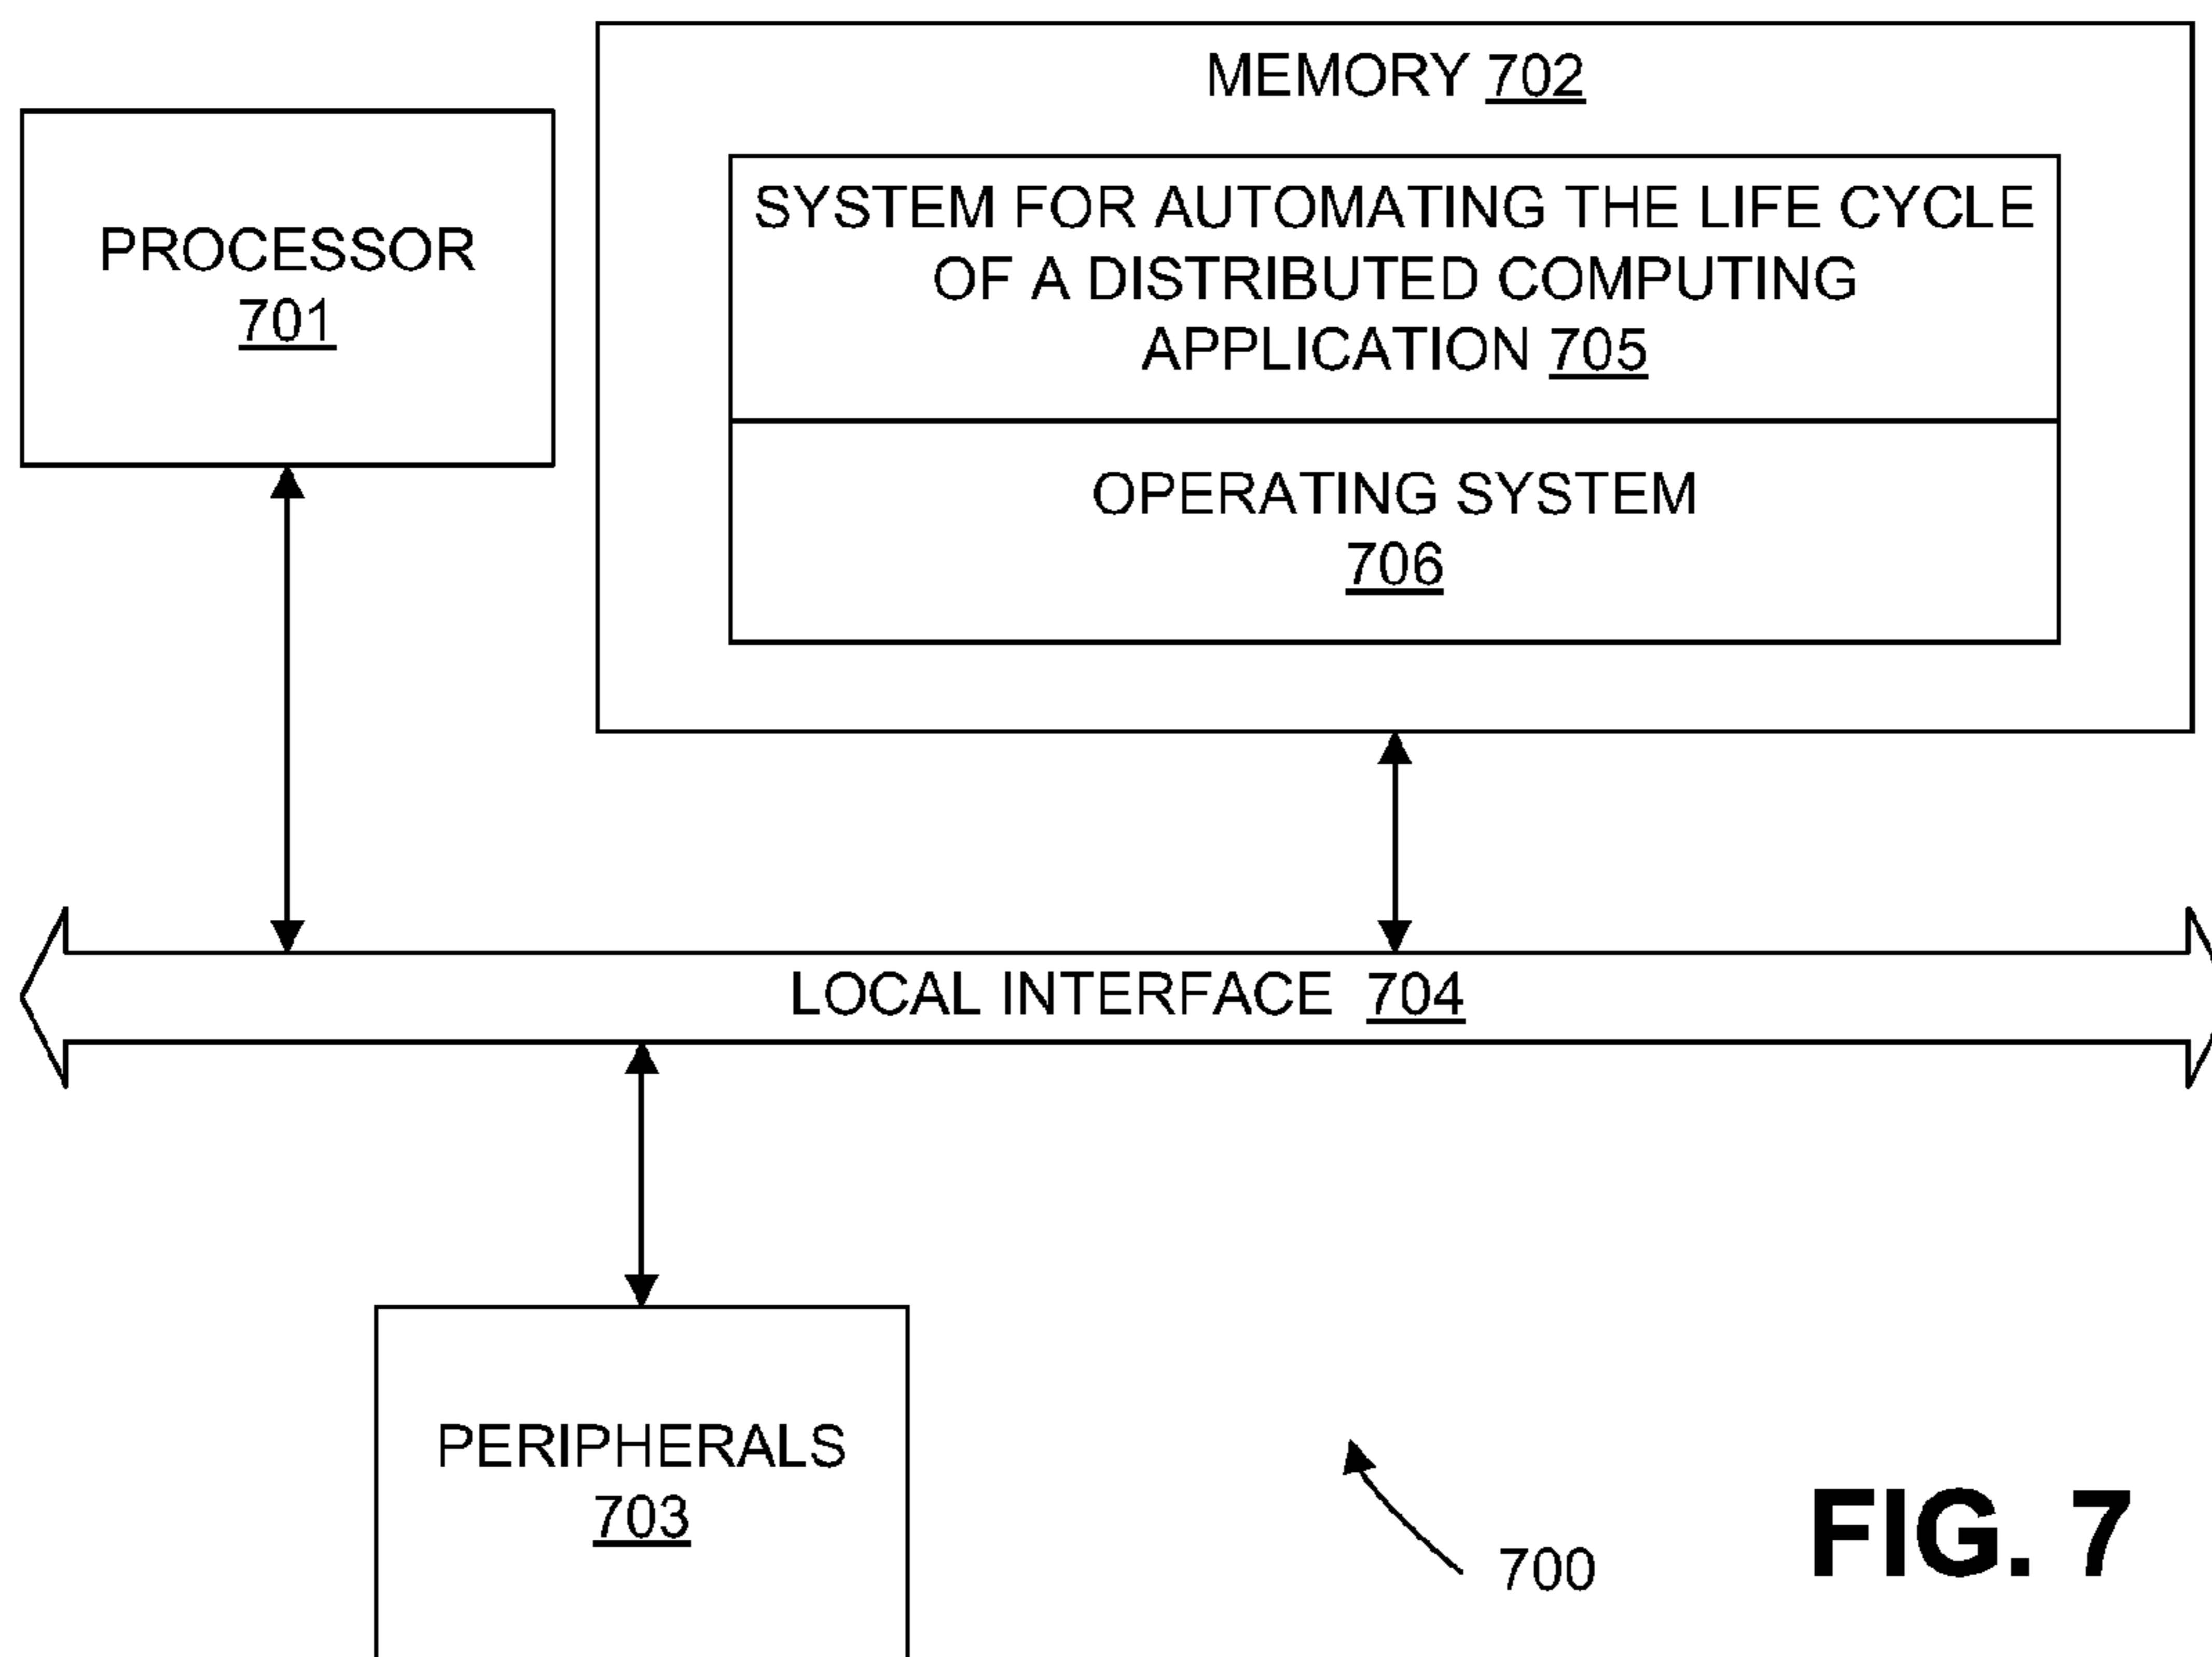 MEMORY 702
PROCESSOR
701
SYSTEM FOR AUTOMATING THE LIFE CYCLE
OF A DISTRIBUTED COMPUTING
APPLICATION 705
OPERATING SYSTEM
706
LOCAL INTERFACE 704
PERIPHERALS
703
700
FIG. 7